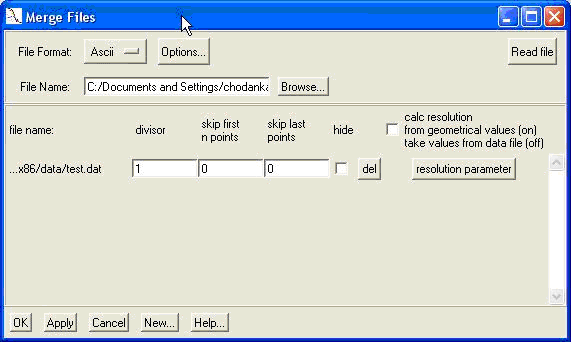 Merge Files
File Format: Ascii Options... Read file
File Name: C:/Documents and Settings/chodanka Browse...
calc resolution
file name: divisor skip first n points skip last points hide from geometrical values (on)
take values from data file (off)
...x86/data/test.dat 1 0 0 del resolution parameter
OK Apply Cancel New... Help...